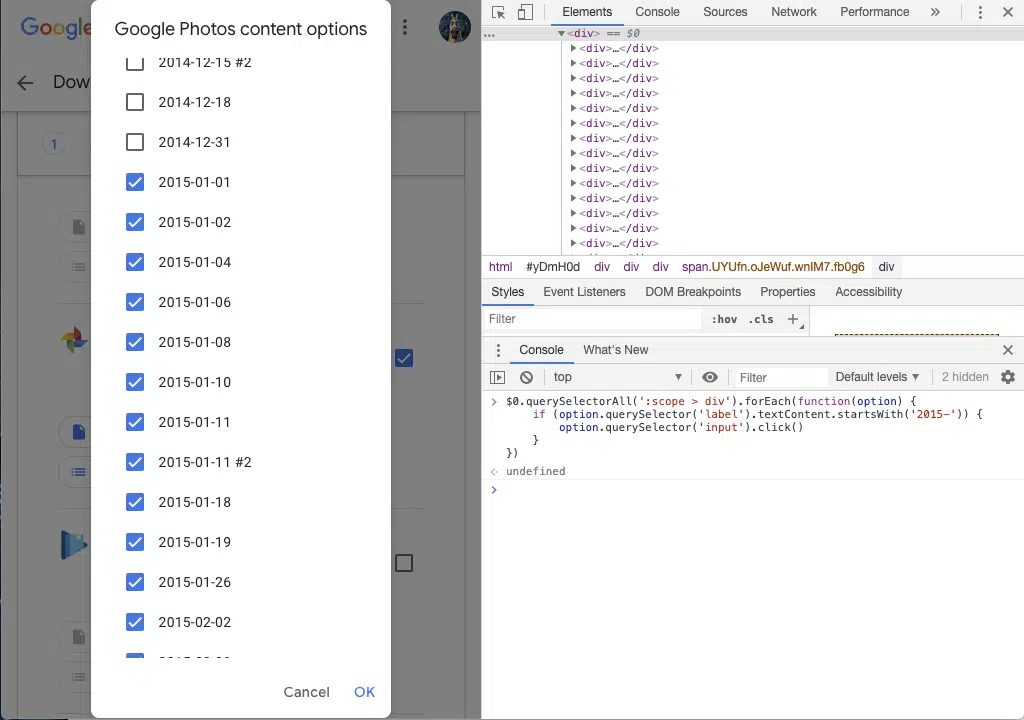 Google
Google Photos content options
Dow
1
2014-12-15 #2
2014-12-18
2014-12-31
2015-01-01
2015-01-02
2015-01-04
2015-01-06
2015-01-08
2015-01-10
2015-01-11
2015-01-11 #2
2015-01-18
2015-01-19
2015-01-26
2015-02-02
Cancel OK
Elements Console Sources Network Performance »
… ▼<div> == $0
▶<div>…</div>
▶<div>…</div>
▶<div>…</div>
▶<div>…</div>
▶<div>…</div>
▶<div>…</div>
▶<div>…</div>
▶<div>…</div>
▶<div>…</div>
▶<div>…</div>
▶<div>…</div>
▶<div>…</div>
▶<div>…</div>
▶<div>…</div>
html #yDmH0d div div div span.UYUfn.oJeWuf.wnIM7.fb0g6 div
Styles Event Listeners DOM Breakpoints Properties Accessibility
Filter :hov .cls +
Console What's New
top ▼ Filter Default levels ▼ 2 hidden
> $0.querySelectorAll(':scope > div').forEach(function(option) {
if (option.querySelector('label').textContent.startsWith('2015-')) {
option.querySelector('input').click()
}
})
undefined
>